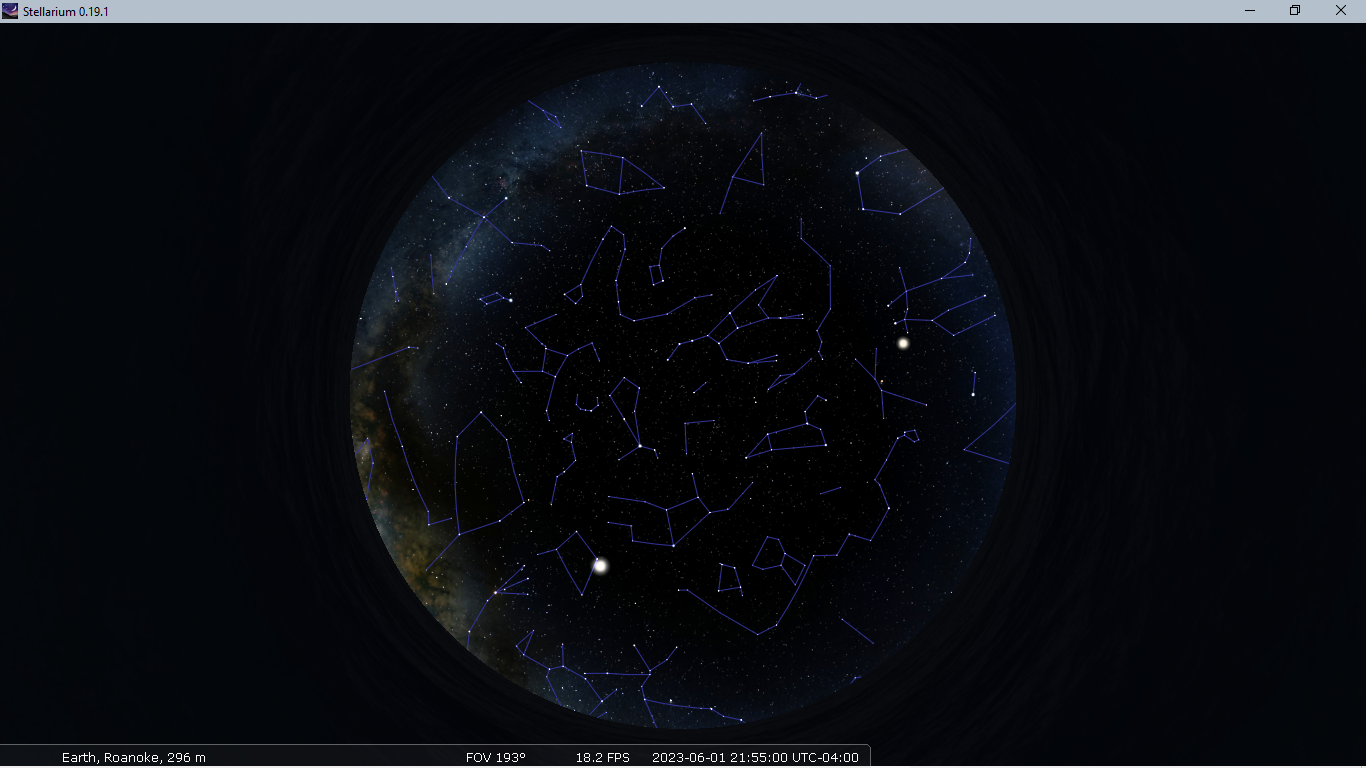 Stellarium 0.19.1
Earth, Roanoke, 296 m FOV 193° 18.2 FPS 2023-06-01 21:55:00 UTC-04:00